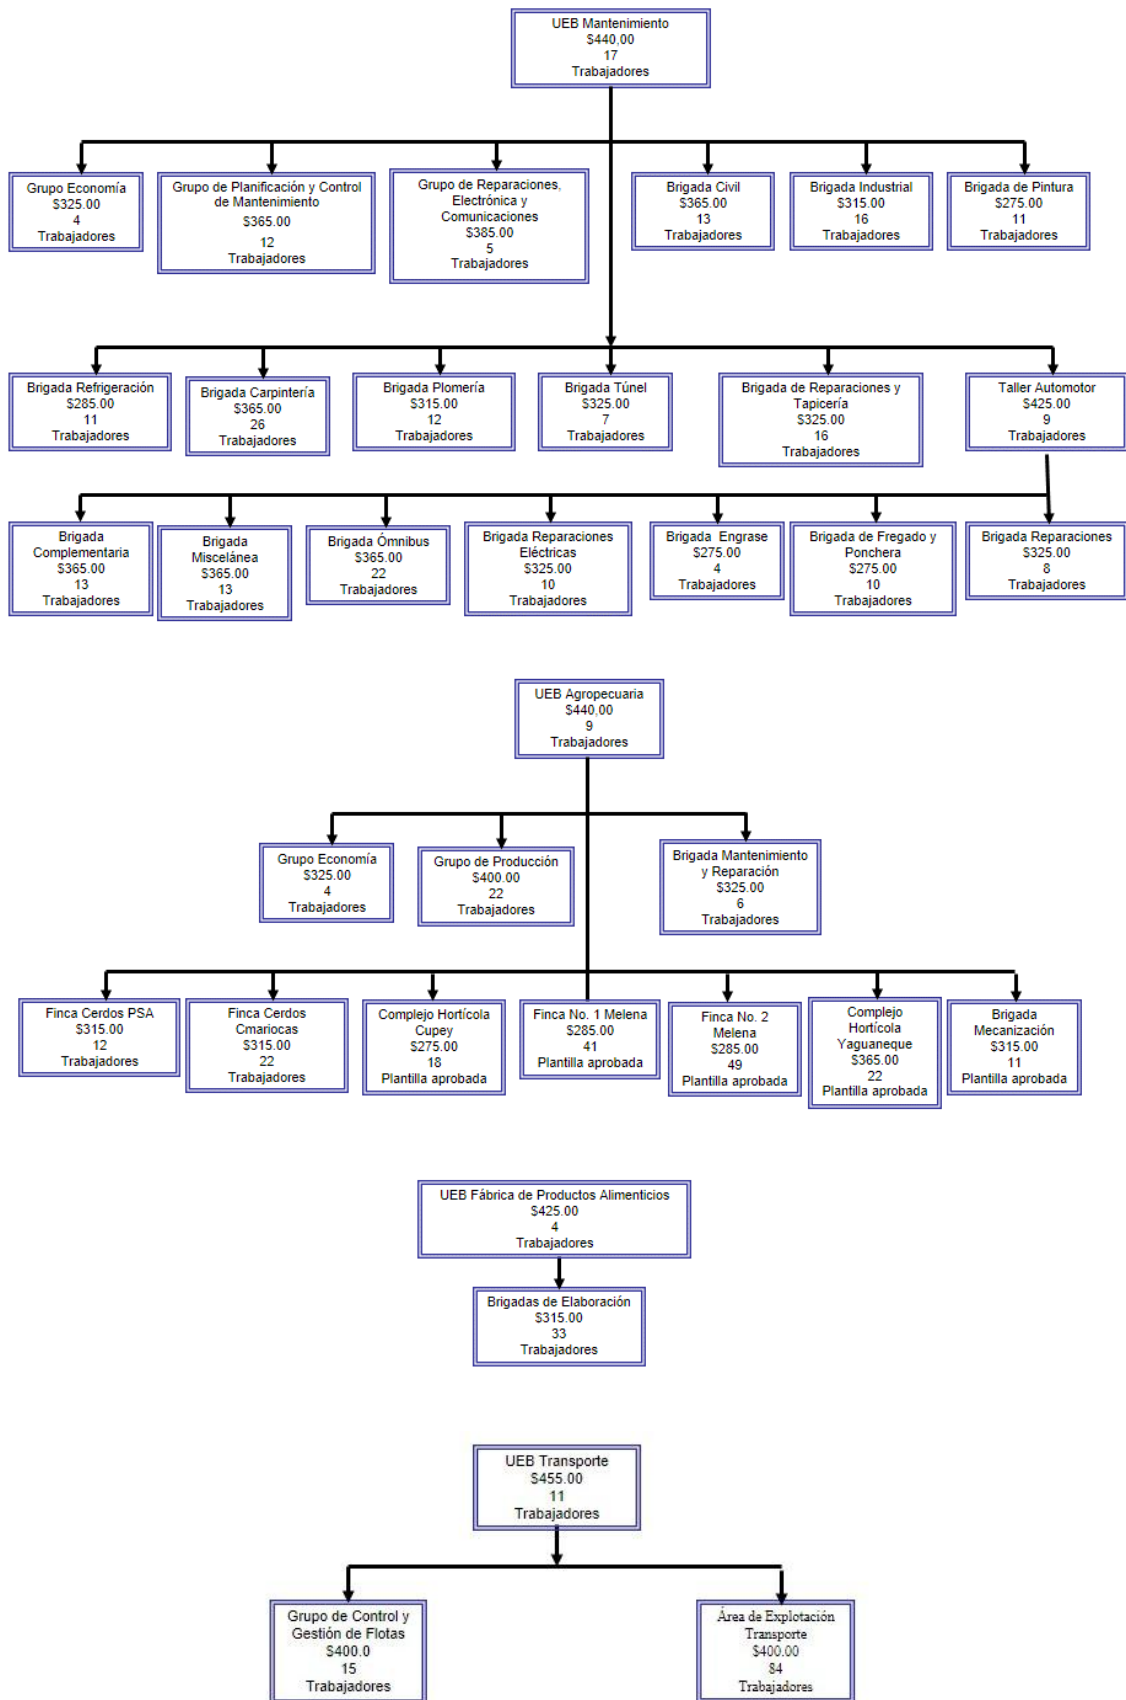 UEB Mantenimiento
$440,00
17
Trabajadores
Grupo Economía
$325.00
4
Trabajadores
Grupo de Planificación y Control
de Mantenimiento
$365.00
12
Trabajadores
Grupo de Reparaciones,
Electrónica y
Comunicaciones
$385.00
5
Trabajadores
Brigada Civil
$365.00
13
Trabajadores
Brigada Industrial
$315.00
16
Trabajadores
Brigada de Pintura
$275.00
11
Trabajadores
Brigada Refrigeración
$285.00
11
Trabajadores
Brigada Carpintería
$365.00
26
Trabajadores
Brigada Plomería
$315.00
12
Trabajadores
Brigada Túnel
$325.00
7
Trabajadores
Brigada de Reparaciones y
Tapicería
$325.00
16
Trabajadores
Taller Automotor
$425.00
9
Trabajadores
Brigada
Complementaria
$365.00
13
Trabajadores
Brigada
Miscelánea
$365.00
13
Trabajadores
Brigada Ómnibus
$365.00
22
Trabajadores
Brigada Reparaciones
Eléctricas
$325.00
10
Trabajadores
Brigada Engrase
$275.00
4
Trabajadores
Brigada de Fregado y
Ponchera
$275.00
10
Trabajadores
Brigada Reparaciones
$325.00
8
Trabajadores
UEB Agropecuaria
$440,00
9
Trabajadores
Grupo Economía
$325.00
4
Trabajadores
Grupo de Producción
$400.00
22
Trabajadores
Brigada Mantenimiento
y Reparación
$325.00
6
Trabajadores
Finca Cerdos PSA
$315.00
12
Trabajadores
Finca Cerdos
Cmariocas
$315.00
22
Trabajadores
Complejo Hortícola
Cupey
$275.00
18
Plantilla aprobada
Finca No. 1 Melena
$285.00
41
Plantilla aprobada
Finca No. 2
Melena
$285.00
49
Plantilla aprobada
Complejo
Hortícola
Yaguaneque
$365.00
22
Plantilla aprobada
Brigada
Mecanización
$315.00
11
Plantilla aprobada
UEB Fábrica de Productos Alimenticios
$425.00
4
Trabajadores
Brigadas de Elaboración
$315.00
33
Trabajadores
UEB Transporte
$455.00
11
Trabajadores
Grupo de Control y
Gestión de Flotas
$400.0
15
Trabajadores
Área de Explotación
Transporte
$400.00
84
Trabajadores